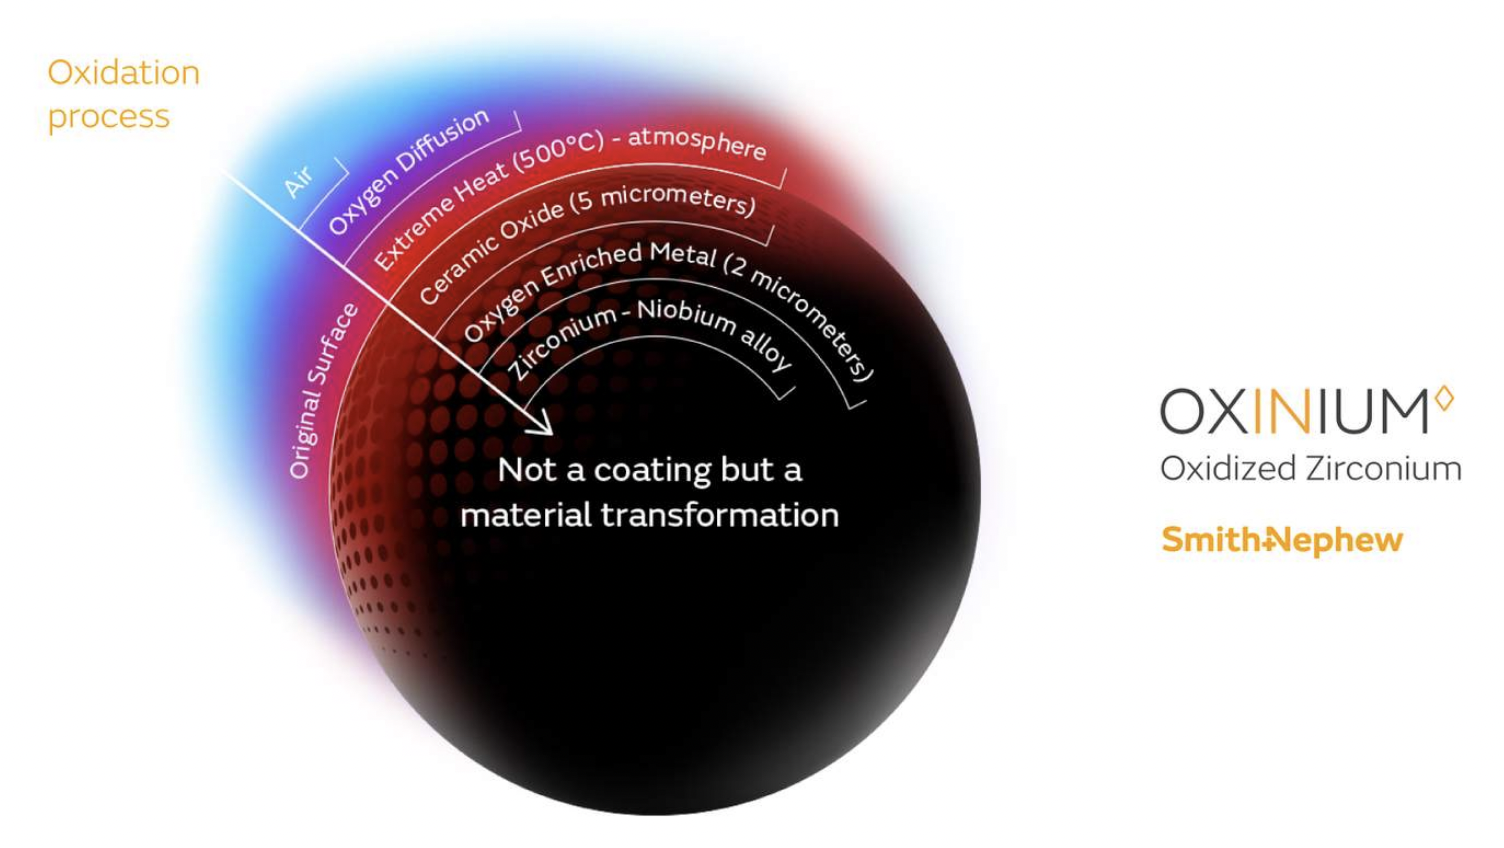 Oxidation
process
Air
Oxygen Diffusion
Extreme Heat (500°C) - atmosphere
Original Surface
Ceramic Oxide (5 micrometers)
Oxygen Enriched Metal (2 micrometers)
Zirconium - Niobium alloy
Not a coating but a
material transformation
OXINIUM◊
Oxidized Zirconium
Smith+Nephew